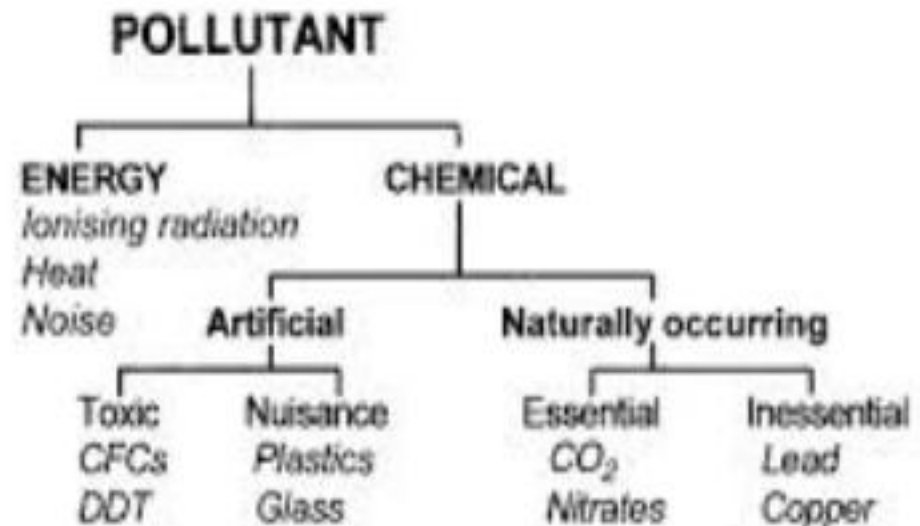 POLLUTANT
ENERGY CHEMICAL
Ionising radiation
Heat
Noise Artificial Naturally occurring
Toxic Nuisance Essential Inessential
CFCs Plastics CO₂ Lead
DDT Glass Nitrates Copper